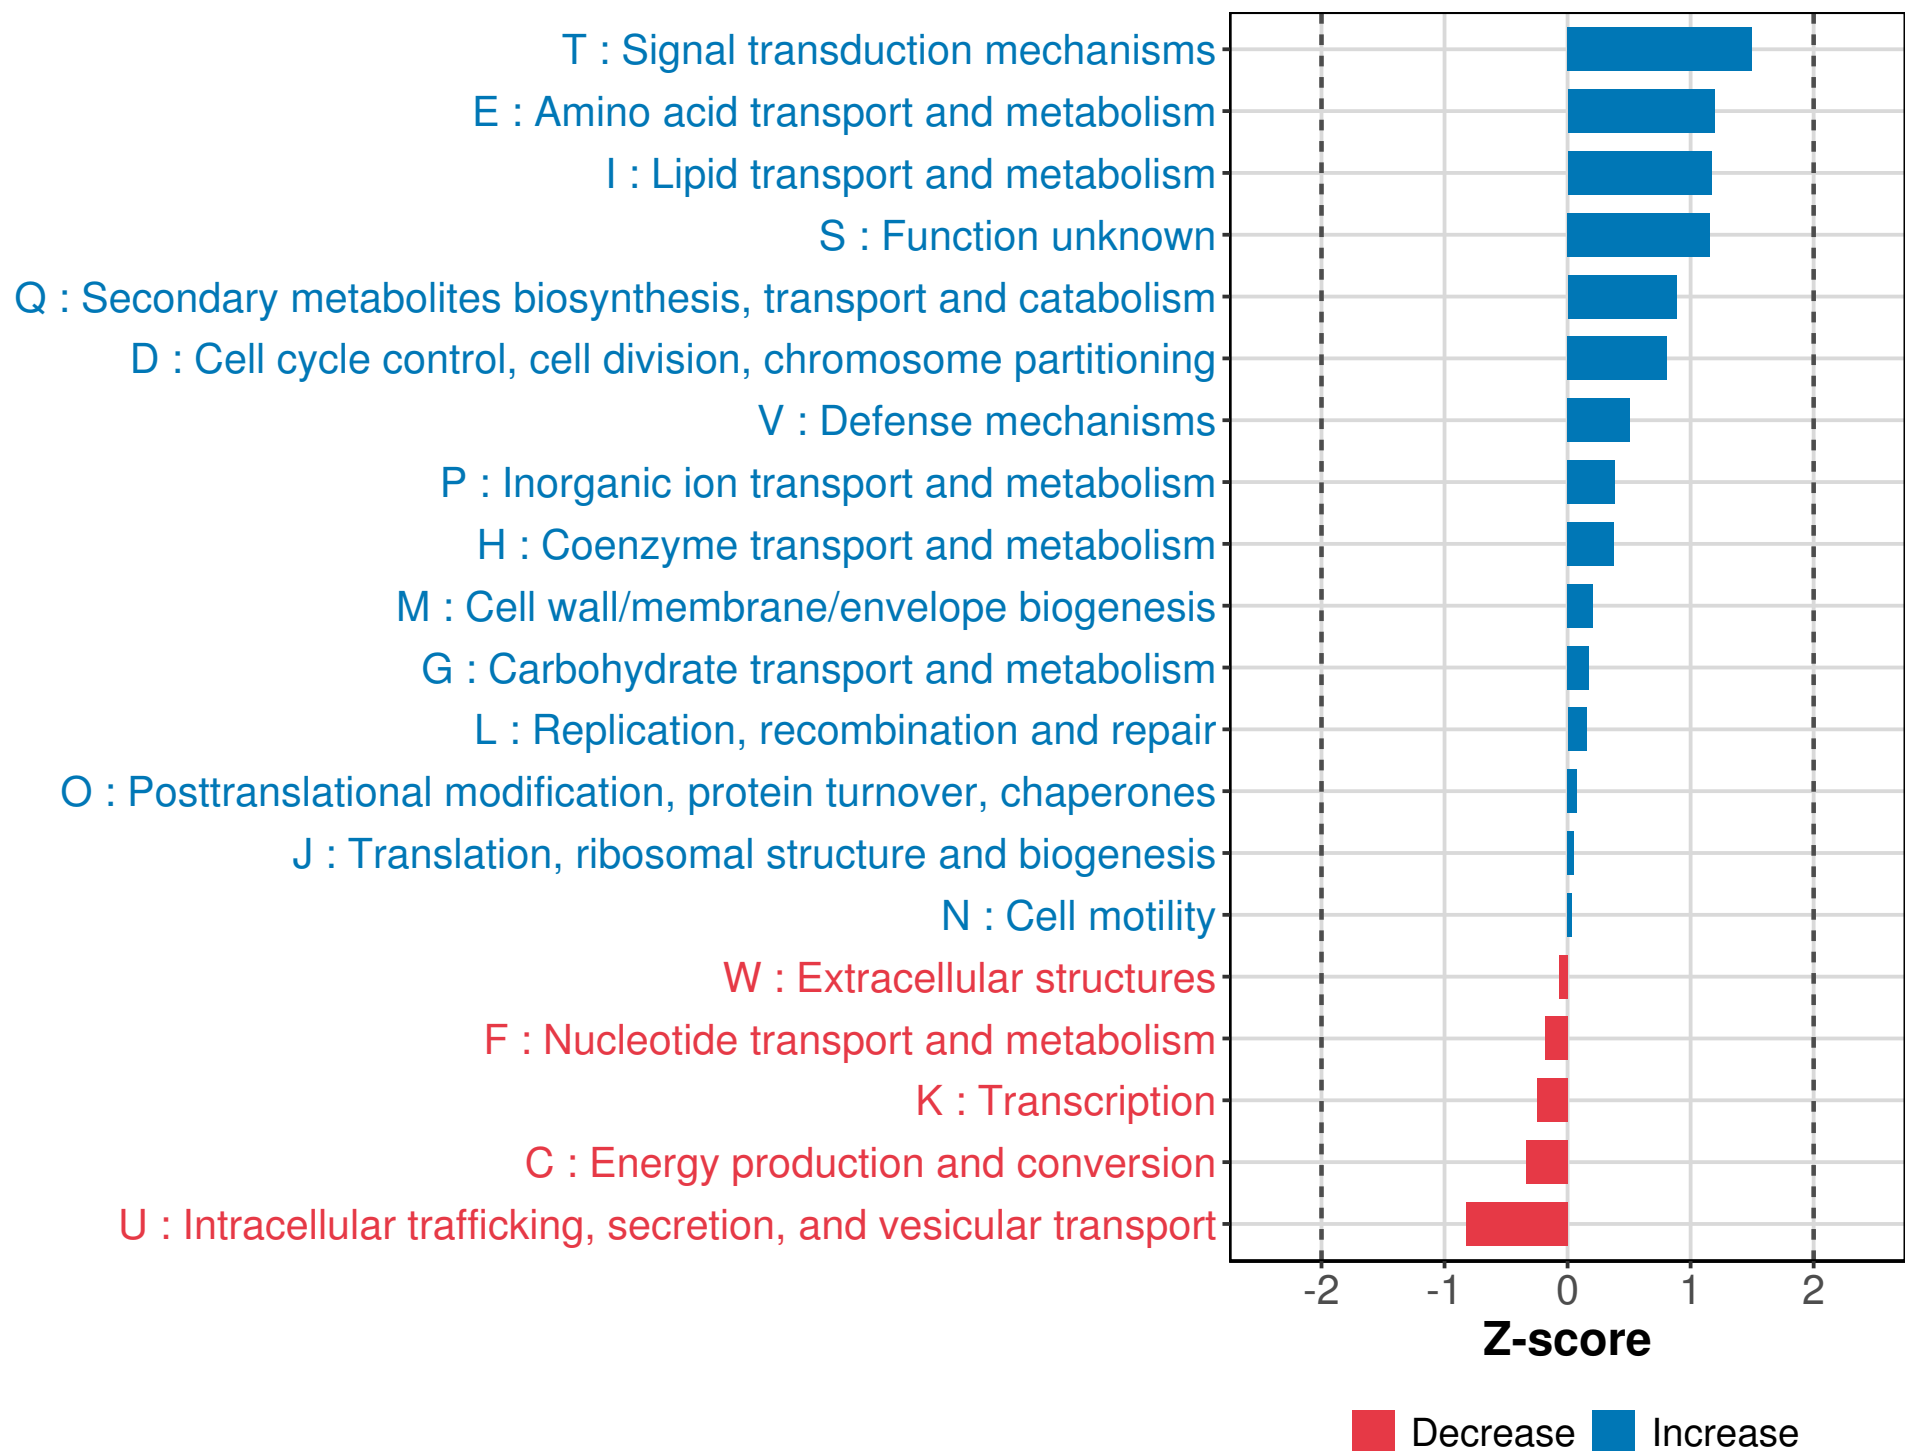 T : Signal transduction mechanisms
E : Amino acid transport and metabolism
I : Lipid transport and metabolism
S : Function unknown
Q : Secondary metabolites biosynthesis, transport and catabolism
D : Cell cycle control, cell division, chromosome partitioning
V : Defense mechanisms
P : Inorganic ion transport and metabolism
H : Coenzyme transport and metabolism
M : Cell wall/membrane/envelope biogenesis
G : Carbohydrate transport and metabolism
L : Replication, recombination and repair
O : Posttranslational modification, protein turnover, chaperones
J : Translation, ribosomal structure and biogenesis
N : Cell motility
W : Extracellular structures
F : Nucleotide transport and metabolism
K : Transcription
C : Energy production and conversion
U : Intracellular trafficking, secretion, and vesicular transport
-2 -1 0 1 2
Z-score
Decrease Increase